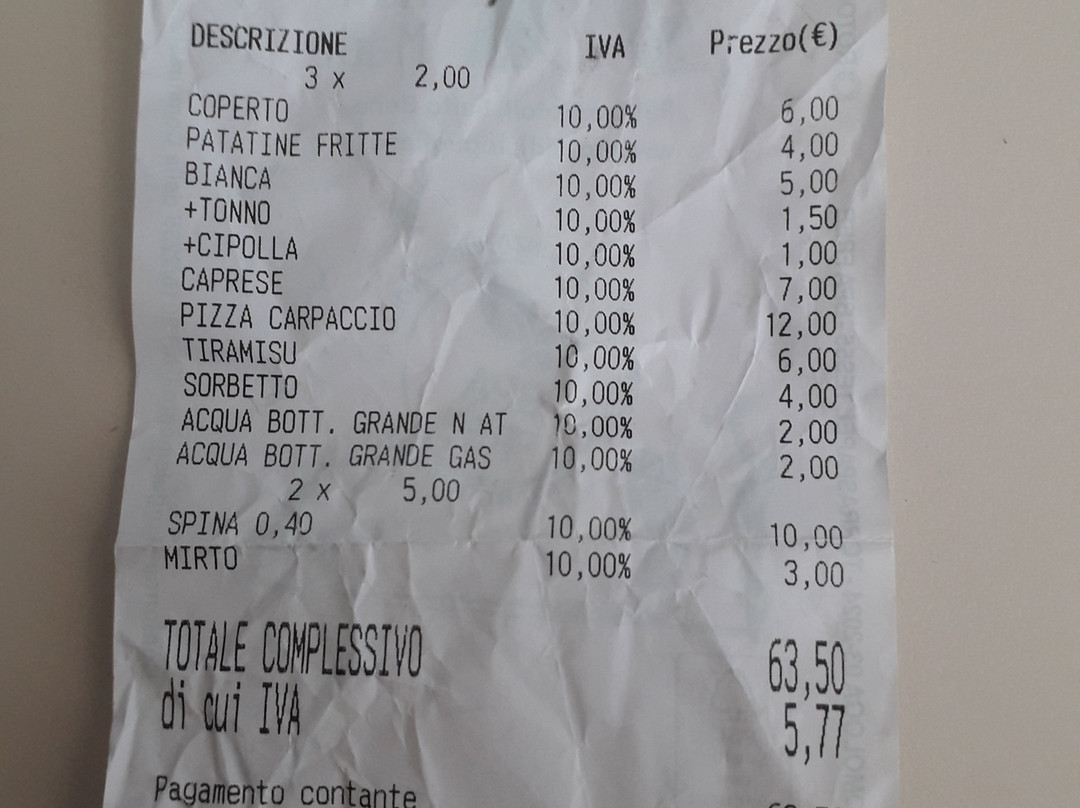 DESCRIZIONE IVA Prezzo(€)
3 x 2,00
COPERTO 10,00% 6,00
PATATINE FRITTE 10,00% 4,00
BIANCA 10,00% 5,00
+TONNO 10,00% 1,50
+CIPOLLA 10,00% 1,00
CAPRESE 10,00% 7,00
PIZZA CARPACCIO 10,00% 12,00
TIRAMISU 10,00% 6,00
SORBETTO 10,00% 4,00
ACQUA BOTT. GRANDE N AT 10,00% 2,00
ACQUA BOTT. GRANDE GAS 10,00% 2,00
2 x 5,00
SPINA 0,40 10,00% 10,00
MIRTO 10,00% 3,00
TOTALE COMPLESSIVO 63,50
di cui IVA 5,77
Pagamento contante